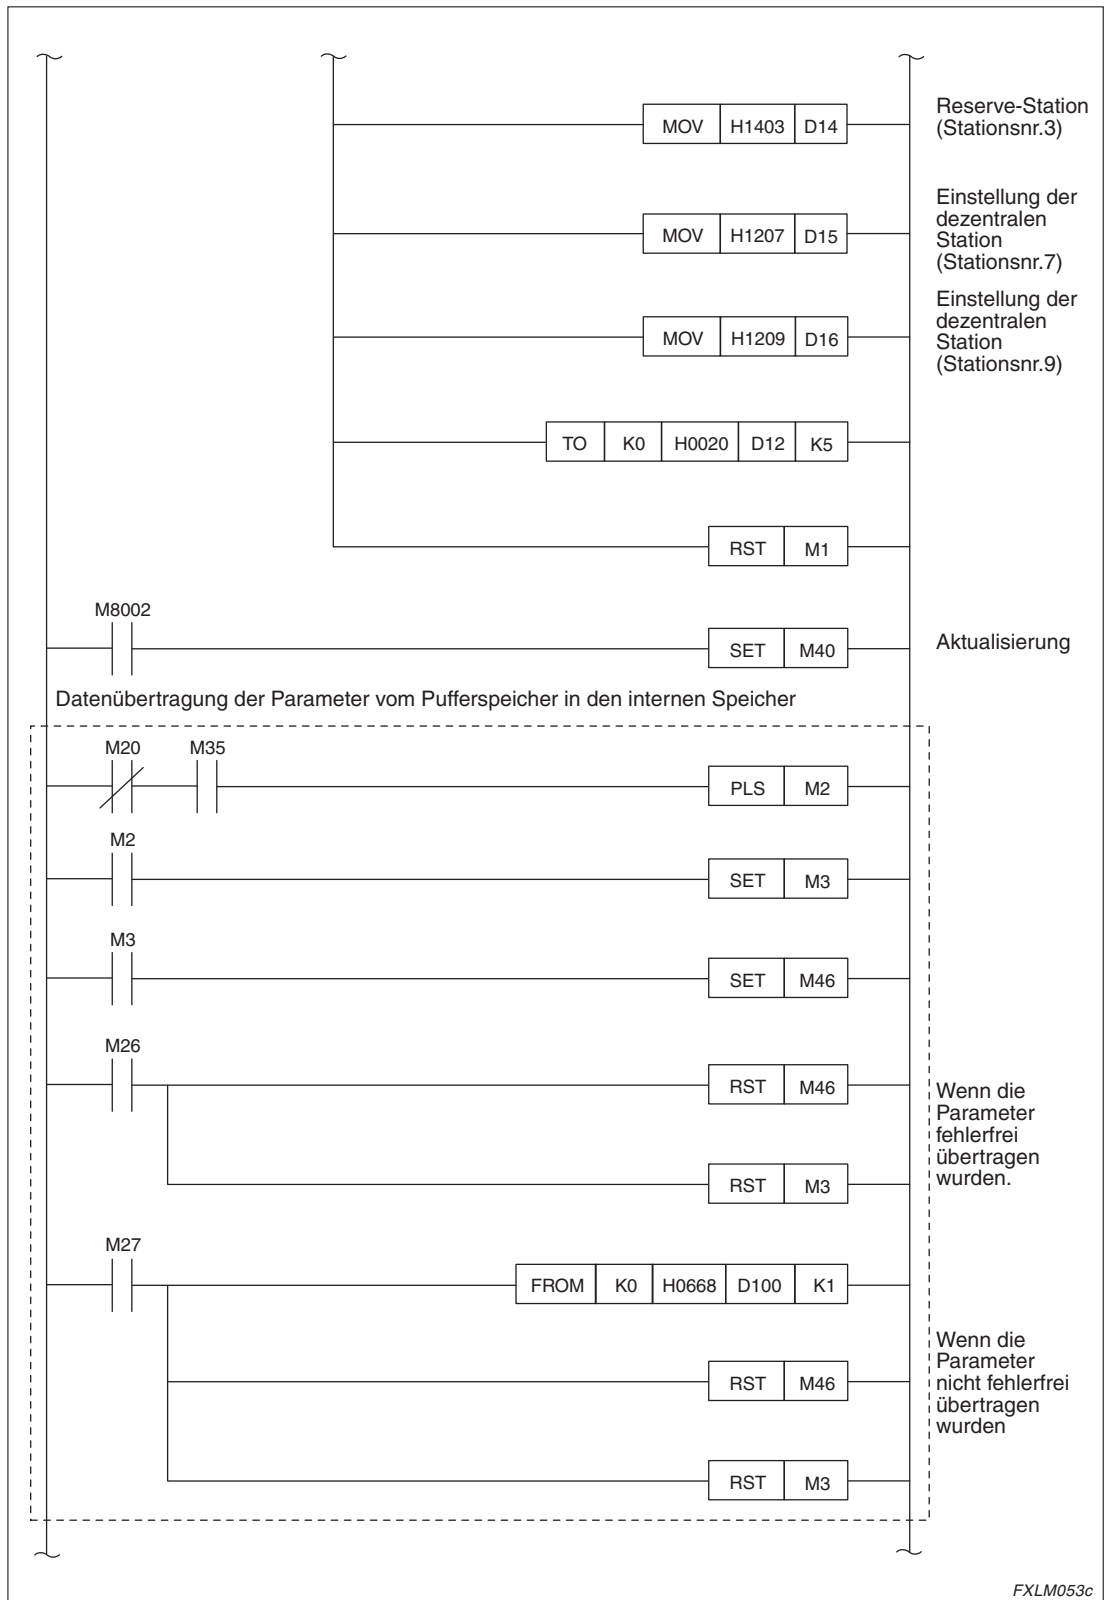 MOV H1403 D14
Reserve-Station
(Stationsnr.3)
MOV H1207 D15
Einstellung der
dezentralen
Station
(Stationsnr.7)
MOV H1209 D16
Einstellung der
dezentralen
Station
(Stationsnr.9)
TO K0 H0020 D12 K5
RST M1
M8002
SET M40
Aktualisierung
Datenübertragung der Parameter vom Pufferspeicher in den internen Speicher
M20 M35
PLS M2
M2
SET M3
M3
SET M46
M26
RST M46
Wenn die
Parameter
fehlerfrei
übertragen
wurden.
RST M3
M27
FROM K0 H0668 D100 K1
Wenn die
Parameter
nicht fehlerfrei
übertragen
wurden
RST M46
RST M3
FXLM053c